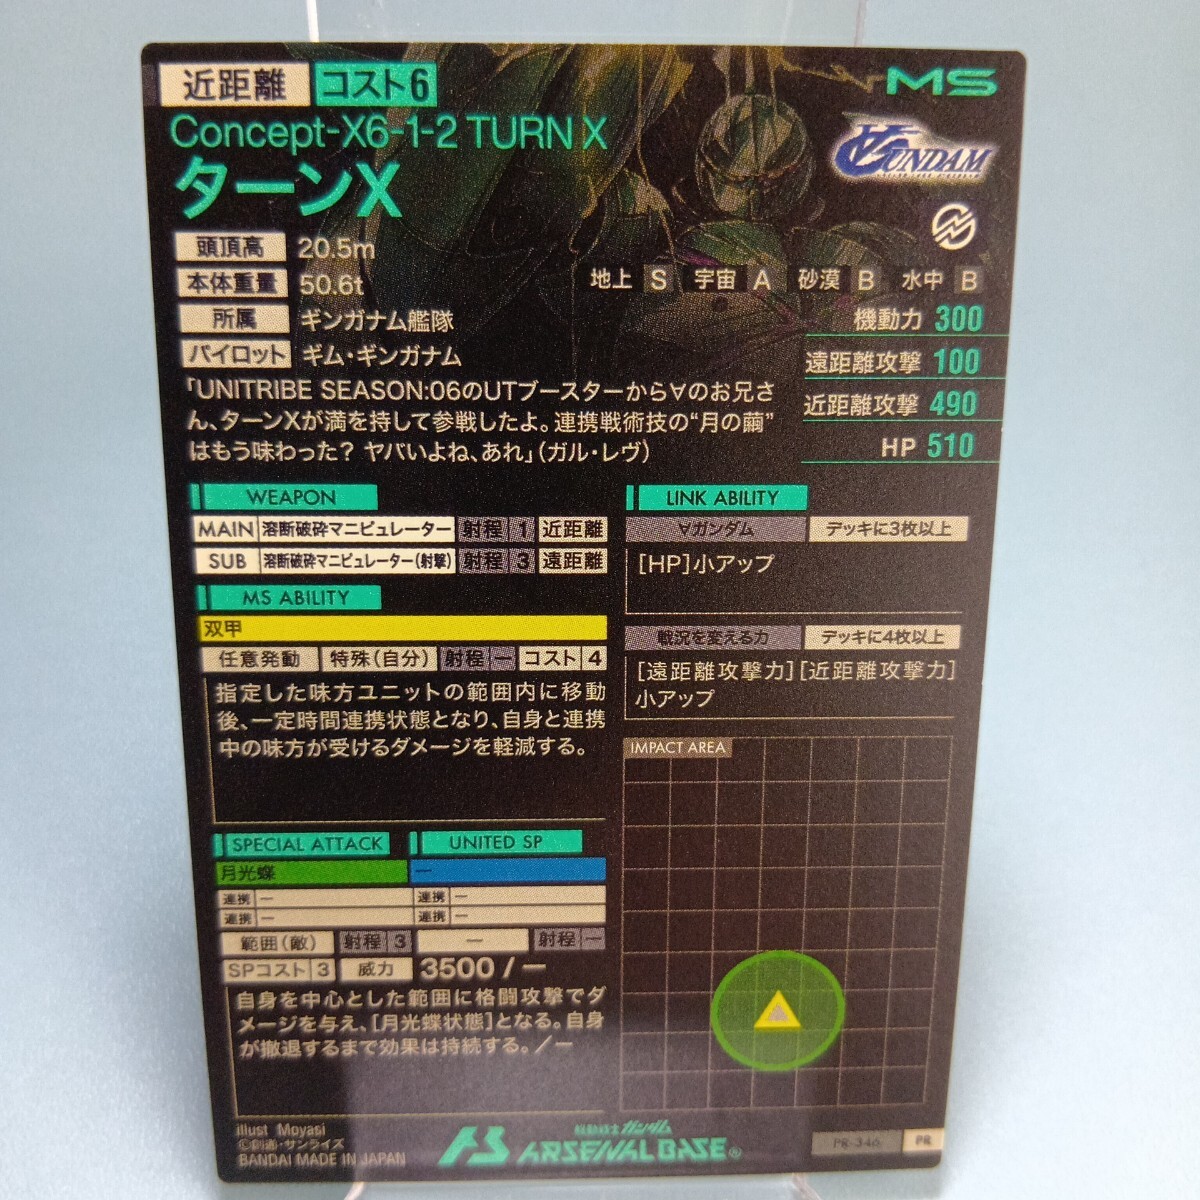 近距離 コスト6
MS
Concept-X6-1-2 TURN X
ターンX
∀GUNDAM
頭頂高 20.5m
本体重量 50.6t
所属 ギンガナム艦隊
パイロット ギム・ギンガナム
地上 S 宇宙 A 砂漠 B 水中 B
機動力 300
遠距離攻撃 100
近距離攻撃 490
HP 510
「UNITRIBE SEASON:06のUTブースターから∀のお兄さ
ん、ターンXが満を持して参戦したよ。連携戦術技の“月の繭”
はもう味わった? ヤバいよね、あれ」(ガル・レヴ)
WEAPON
MAIN 溶断破砕マニピュレーター 射程 1 近距離
SUB 溶断破砕マニピュレーター(射撃) 射程 3 遠距離
MS ABILITY
双甲
任意発動 特殊(自分) 射程 ー コスト 4
指定した味方ユニットの範囲内に移動
後、一定時間連携状態となり、自身と連携
中の味方が受けるダメージを軽減する。
LINK ABILITY
∀ガンダム デッキに3枚以上
[HP]小アップ
戦況を変える力 デッキに4枚以上
[遠距離攻撃力][近距離攻撃力]
小アップ
IMPACT AREA
SPECIAL ATTACK UNITED SP
月光蝶 ー
連携 ー 連携 ー
連携 ー 連携 ー
範囲(敵) 射程 3 ー 射程 ー
SPコスト 3 威力 3500 / ー
自身を中心とした範囲に格闘攻撃でダ
メージを与え、[月光蝶状態]となる。自身
が撤退するまで効果は持続する。/ー
illust Moyasi
©創通・サンライズ
BANDAI MADE IN JAPAN
機動戦士ガンダム
ARSENAL BASE®
PR-346 PR